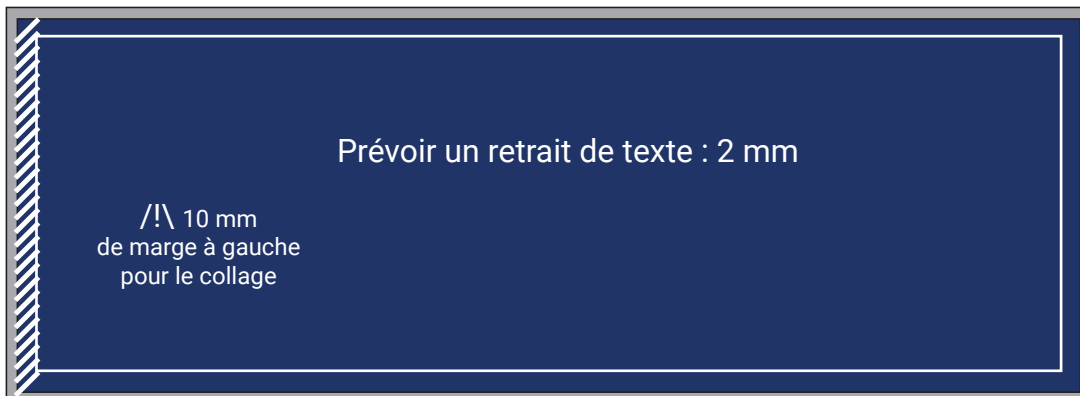 Prévoir un retrait de texte : 2 mm
/!\ 10 mm
de marge à gauche
pour le collage